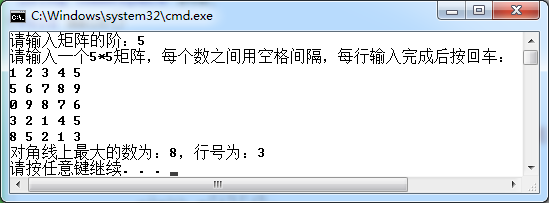 C:\Windows\system32\cmd.exe
请输入矩阵的阶：5
请输入一个5*5矩阵，每个数之间用空格间隔，每行输入完成后按回车：
1 2 3 4 5
5 6 7 8 9
0 9 8 7 6
3 2 1 4 5
8 5 2 1 3
对角线上最大的数为：8，行号为：3
请按任意键继续. . .